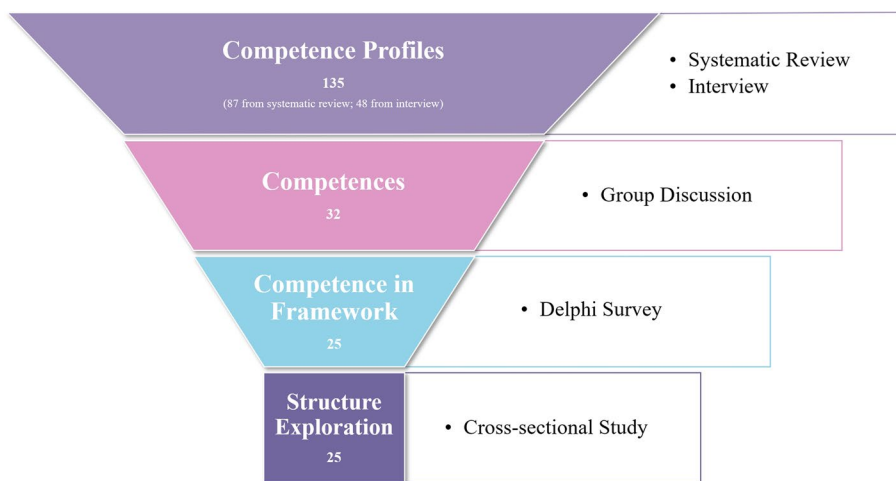 Competence Profiles
135
(87 from systematic review; 48 from interview)
• Systematic Review
• Interview
Competences
32
• Group Discussion
Competence in
Framework
25
• Delphi Survey
Structure
Exploration
25
• Cross-sectional Study